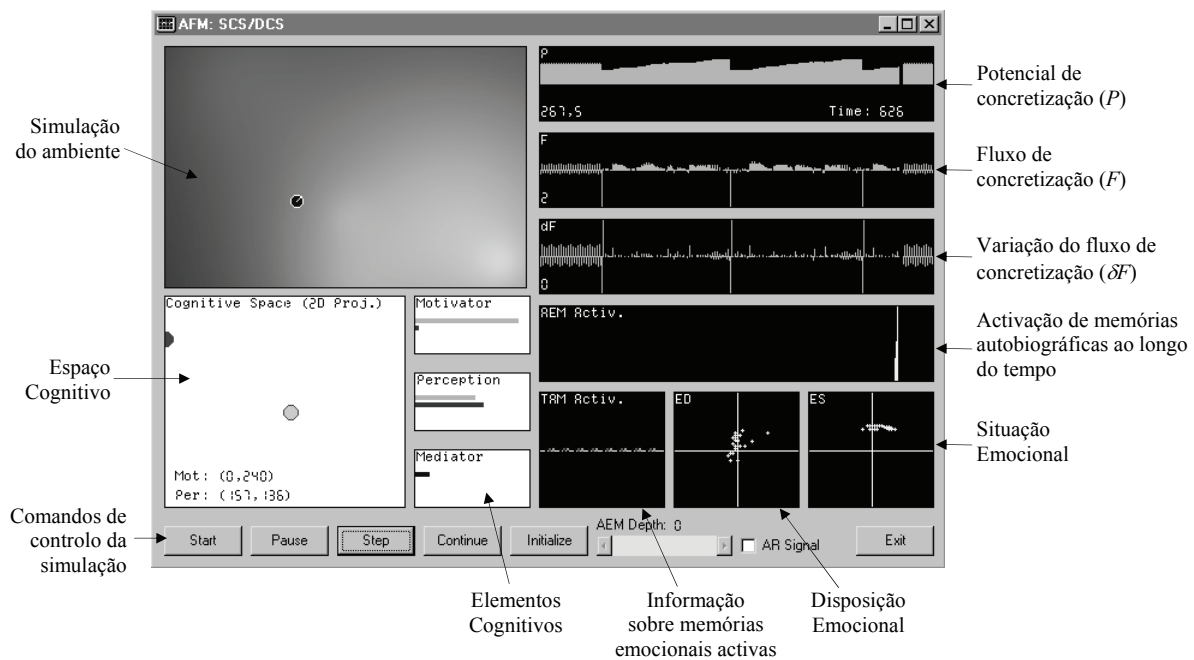 AFM: SCS/DCS
Simulação
do ambiente
P
267,5
Time: 626
Potencial de
concretização (P)
F
2
Fluxo de
concretização (F)
dF
0
Variação do fluxo de
concretização (δF)
Cognitive Space (2D Proj.)
Mot: (0,240)
Per: (157,136)
Espaço
Cognitivo
Motivator
Perception
Mediator
AEM Activ.
Activação de memórias
autobiográficas ao longo
do tempo
TAM Activ.
ED
ES
Situação
Emocional
Comandos de
controlo da
simulação
Start
Pause
Step
Continue
Initialize
AEM Depth: 0
AR Signal
Exit
Elementos
Cognitivos
Informação
sobre memórias
emocionais activas
Disposição
Emocional